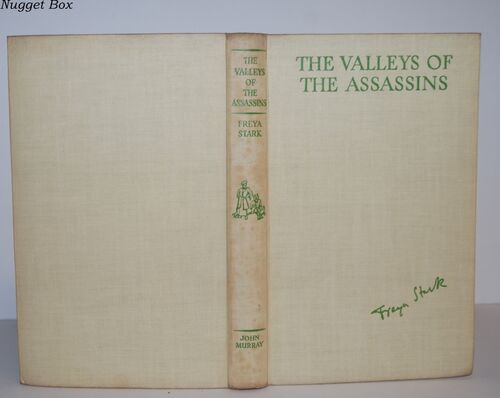 Nugget Box
THE
VALLEYS
OF
THE
ASSASSINS
FREYA
STARK
JOHN
MURRAY
THE VALLEYS OF
THE ASSASSINS
Freya Stark